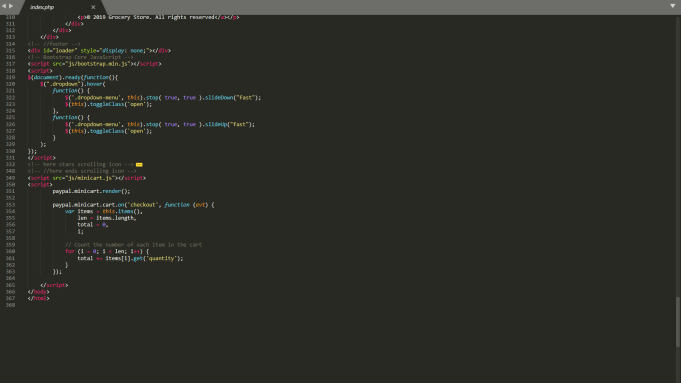 index.php
310 <p>© 2019 Grocery Store. All rights reserved</a></p>
311 </div>
312 </div>
313 </div>
314 <!-- //footer -->
315 <div id="loader" style="display: none;"></div>
316 <!-- Bootstrap Core JavaScript -->
317 <script src="js/bootstrap.min.js"></script>
318 <script>
319 $(document).ready(function(){
320 $(".dropdown").hover(
321 function() {
322 $('.dropdown-menu', this).stop( true, true ).slideDown("fast");
323 $(this).toggleClass('open');
324 },
325 function() {
326 $('.dropdown-menu', this).stop( true, true ).slideUp("fast");
327 $(this).toggleClass('open');
328 }
329 );
330 });
331 </script>
332 <!-- here stars scrolling icon -->
348 <!-- //here ends scrolling icon -->
349 <script src="js/minicart.js"></script>
350 <script>
351 paypal.minicart.render();
352
353 paypal.minicart.cart.on('checkout', function (evt) {
354 var items = this.items(),
355 len = items.length,
356 total = 0,
357 i;
358
359 // Count the number of each item in the cart
360 for (i = 0; i < len; i++) {
361 total += items[i].get('quantity');
362 }
363 });
364
365 </script>
366 </body>
367 </html>
368